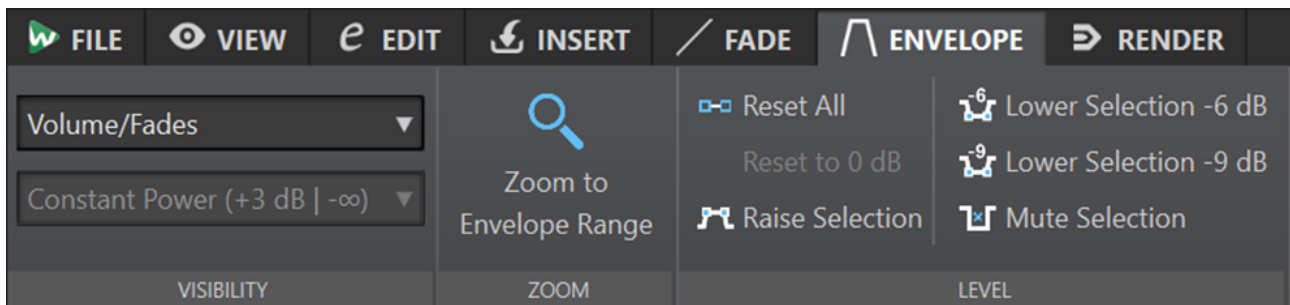 FILE VIEW EDIT INSERT FADE ENVELOPE RENDER
Volume/Fades
Constant Power (+3 dB | -∞)
Zoom to
Envelope Range
Reset All
Reset to 0 dB
Raise Selection
-6 Lower Selection -6 dB
-9 Lower Selection -9 dB
Mute Selection
VISIBILITY ZOOM LEVEL